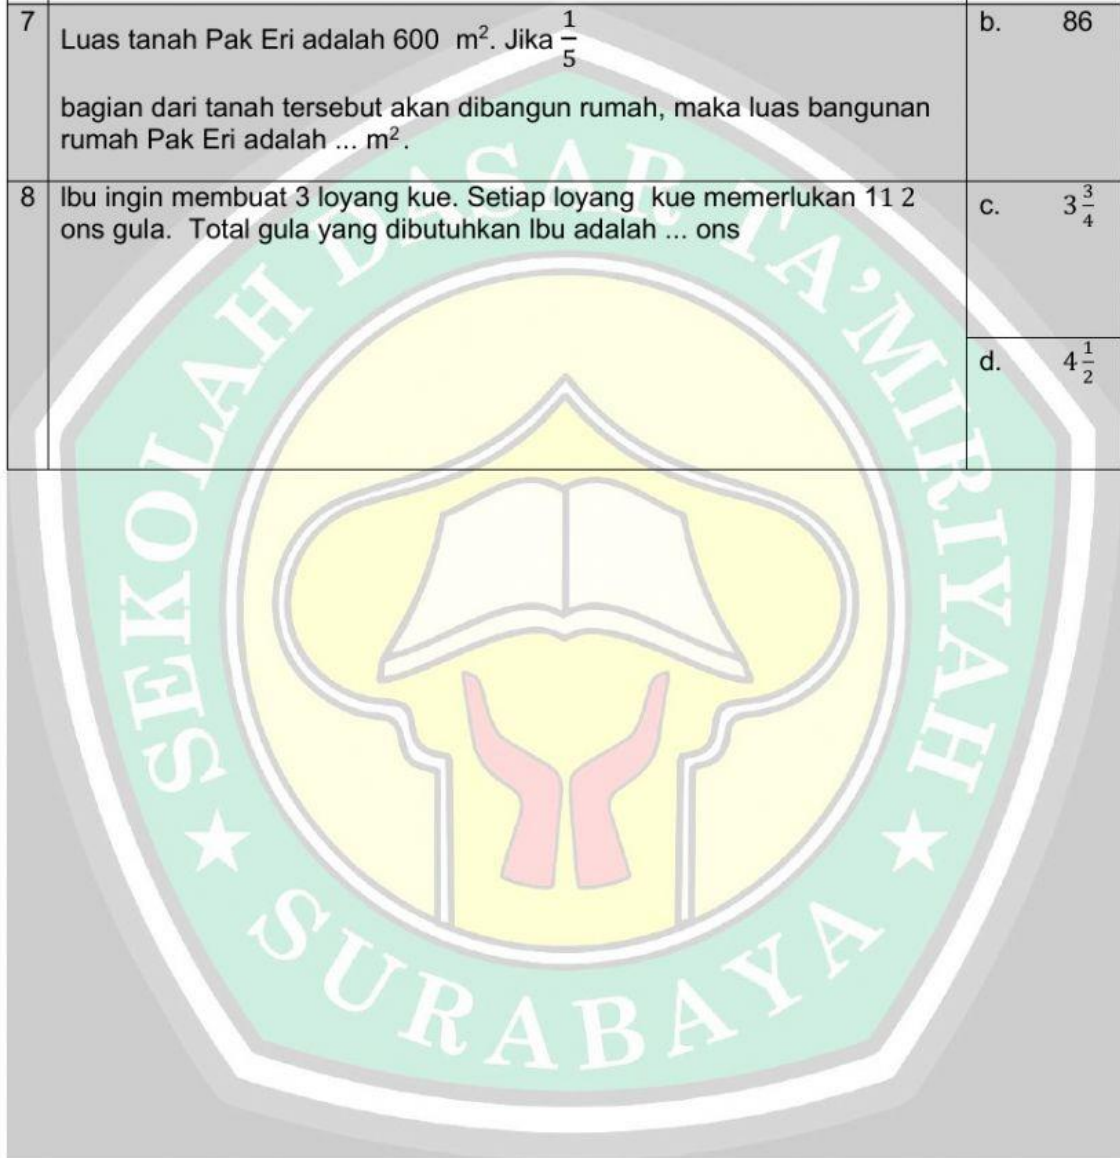 7
Luas tanah Pak Eri adalah 600 m². Jika 1/5
bagian dari tanah tersebut akan dibangun rumah, maka luas bangunan
rumah Pak Eri adalah ... m².
b. 86
8
Ibu ingin membuat 3 loyang kue. Setiap loyang kue memerlukan 11 2
ons gula. Total gula yang dibutuhkan Ibu adalah ... ons
c. 3 3/4
d. 4 1/2
SEKOLAH DASAR TA'MIRIYAH
SURABAYA